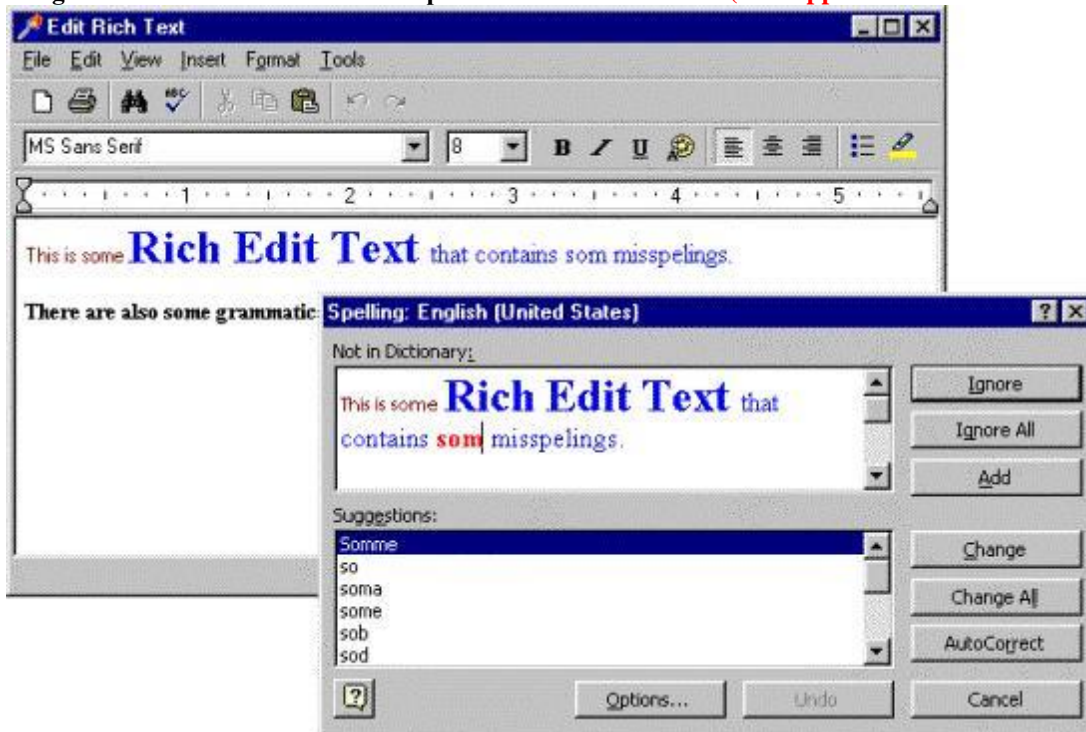 Edit Rich Text
File Edit View Insert Format Tools
ABC
MS Sans Serif 8 B I U A
1 2 3 4 5
This is some Rich Edit Text that contains som misspelings.
There are also some grammatic
Spelling: English (United States)
Not in Dictionary:
This is some Rich Edit Text that
contains som misspelings.
Ignore
Ignore All
Add
Suggestions:
Somme
so
soma
some
sob
sod
Change
Change All
AutoCorrect
Options... Undo Cancel